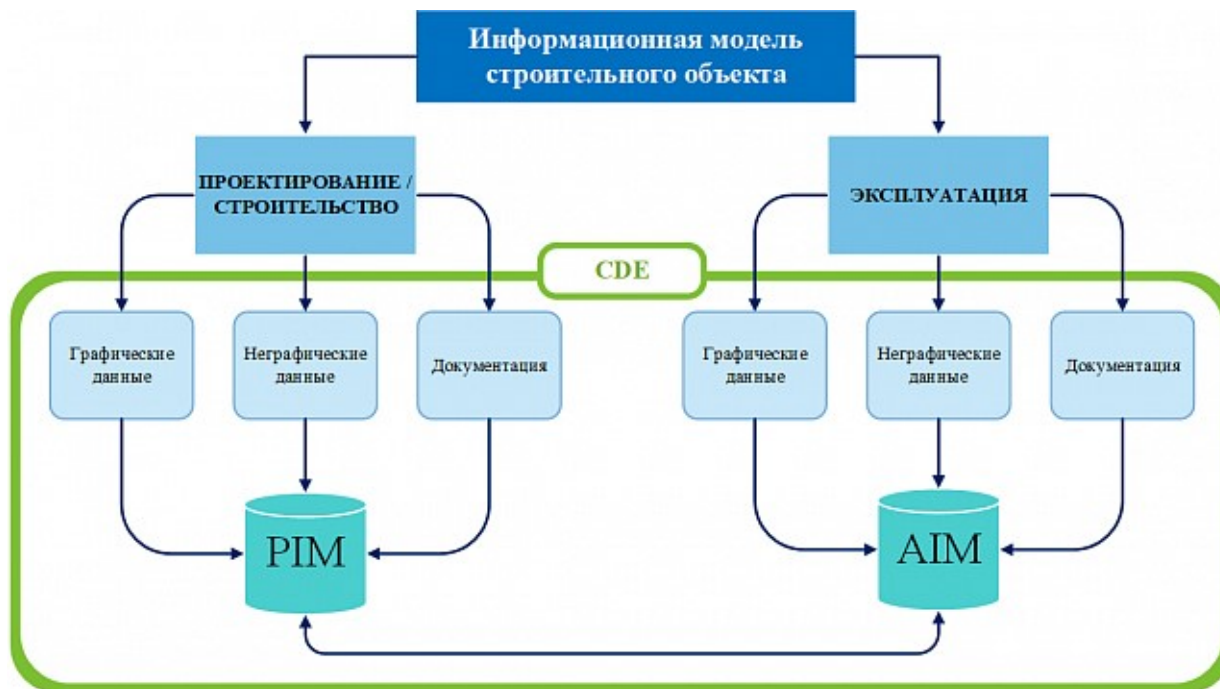 Информационная модель
строительного объекта
ПРОЕКТИРОВАНИЕ /
СТРОИТЕЛЬСТВО
ЭКСПЛУАТАЦИЯ
CDE
Графические
данные
Неграфические
данные
Документация
Графические
данные
Неграфические
данные
Документация
PIM
AIM